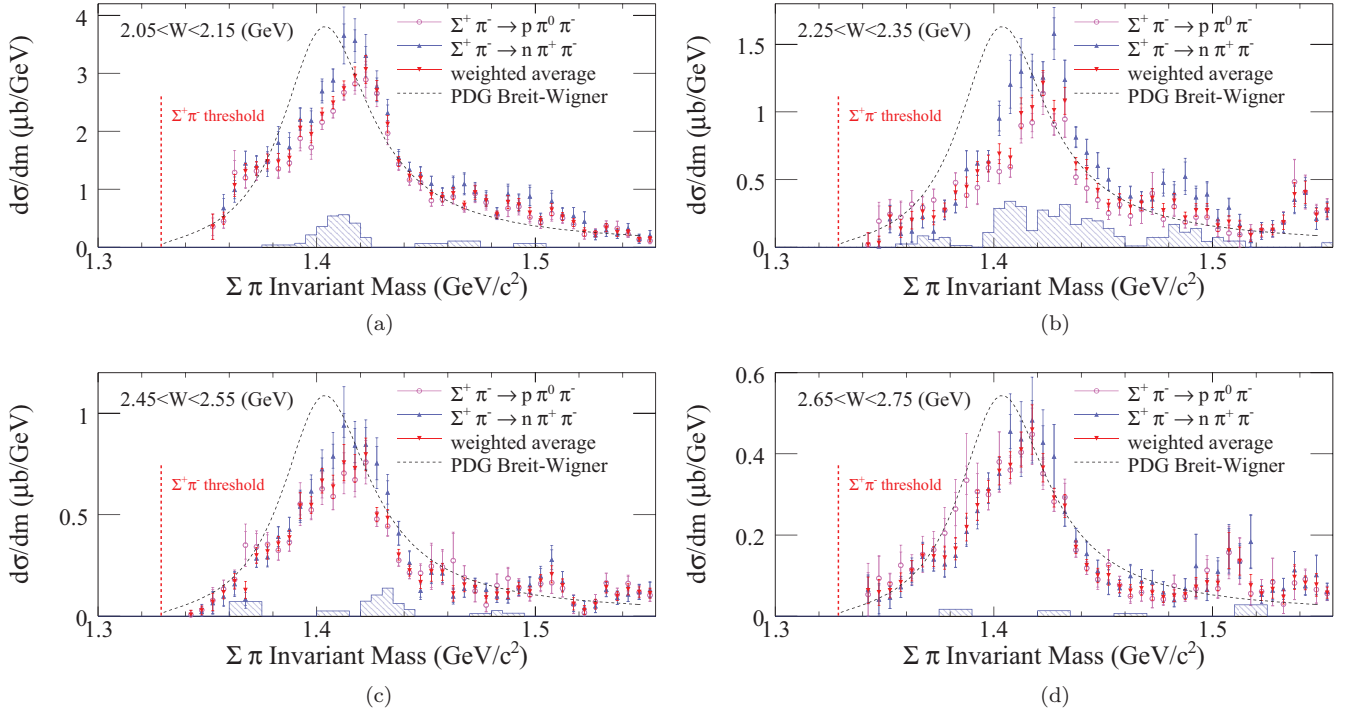 2.05<W<2.15 (GeV)
Σ⁺ π⁻→ p π⁰ π⁻
Σ⁺ π⁻→ n π⁺ π⁻
weighted average
PDG Breit-Wigner
Σ⁺π⁻ threshold
dσ/dm (μb/GeV)
4
3
2
1
0
1.3
1.4
1.5
Σ π Invariant Mass (GeV/c²)
(a)
2.25<W<2.35 (GeV)
Σ⁺ π⁻→ p π⁰ π⁻
Σ⁺ π⁻→ n π⁺ π⁻
weighted average
PDG Breit-Wigner
Σ⁺π⁻ threshold
dσ/dm (μb/GeV)
1.5
1
0.5
0
1.3
1.4
1.5
Σ π Invariant Mass (GeV/c²)
(b)
2.45<W<2.55 (GeV)
Σ⁺ π⁻→ p π⁰ π⁻
Σ⁺ π⁻→ n π⁺ π⁻
weighted average
PDG Breit-Wigner
Σ⁺π⁻ threshold
dσ/dm (μb/GeV)
1
0.5
0
1.3
1.4
1.5
Σ π Invariant Mass (GeV/c²)
(c)
2.65<W<2.75 (GeV)
Σ⁺ π⁻→ p π⁰ π⁻
Σ⁺ π⁻→ n π⁺ π⁻
weighted average
PDG Breit-Wigner
Σ⁺π⁻ threshold
dσ/dm (μb/GeV)
0.6
0.4
0.2
0
1.3
1.4
1.5
Σ π Invariant Mass (GeV/c²)
(d)